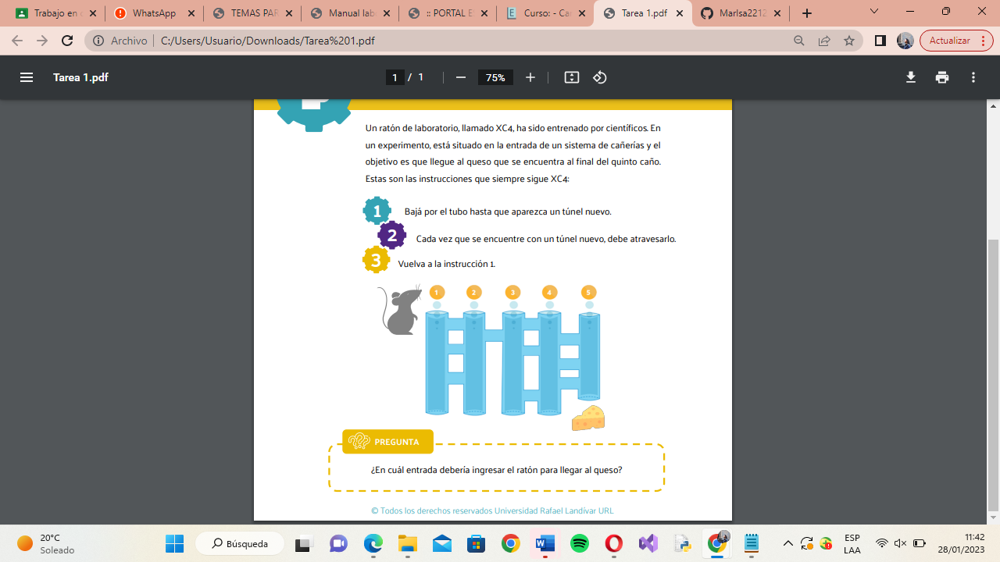 Trabajo en c
WhatsApp
TEMAS PAR
Manual lab
:: PORTAL E
Curso: - Car
Tarea 1.pdf
Marlsa2212
Archivo
C:/Users/Usuario/Downloads/Tarea%201.pdf
Actualizar
Tarea 1.pdf
1 / 1
75%
Un ratón de laboratorio, llamado XC4, ha sido entrenado por científicos. En
un experimento, está situado en la entrada de un sistema de cañerías y el
objetivo es que llegue al queso que se encuentra al final del quinto caño.
Estas son las instrucciones que siempre sigue XC4:
1 Bajá por el tubo hasta que aparezca un túnel nuevo.
2 Cada vez que se encuentre con un túnel nuevo, debe atravesarlo.
3 Vuelva a la instrucción 1.
1 2 3 4 5
PREGUNTA
¿En cuál entrada debería ingresar el ratón para llegar al queso?
© Todos los derechos reservados Universidad Rafael Landívar URL
20°C
Soleado
Búsqueda
ESP
LAA
11:42
28/01/2023